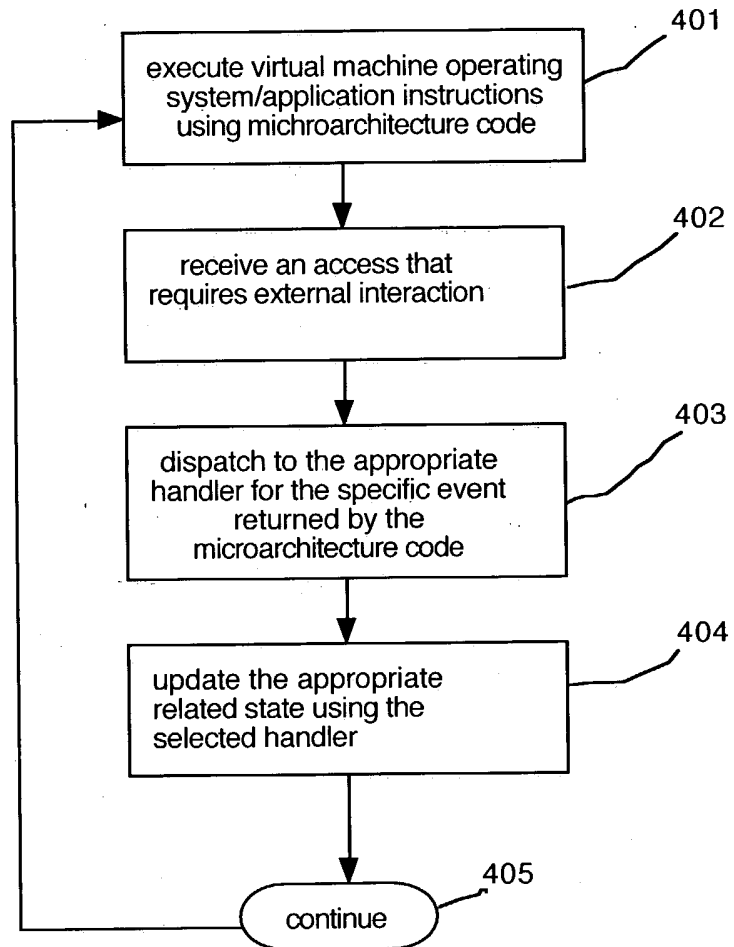 401
execute virtual machine operating
system/application instructions
using michroarchitecture code
402
receive an access that
requires external interaction
403
dispatch to the appropriate
handler for the specific event
returned by the
microarchitecture code
404
update the appropriate
related state using the
selected handler
405
continue